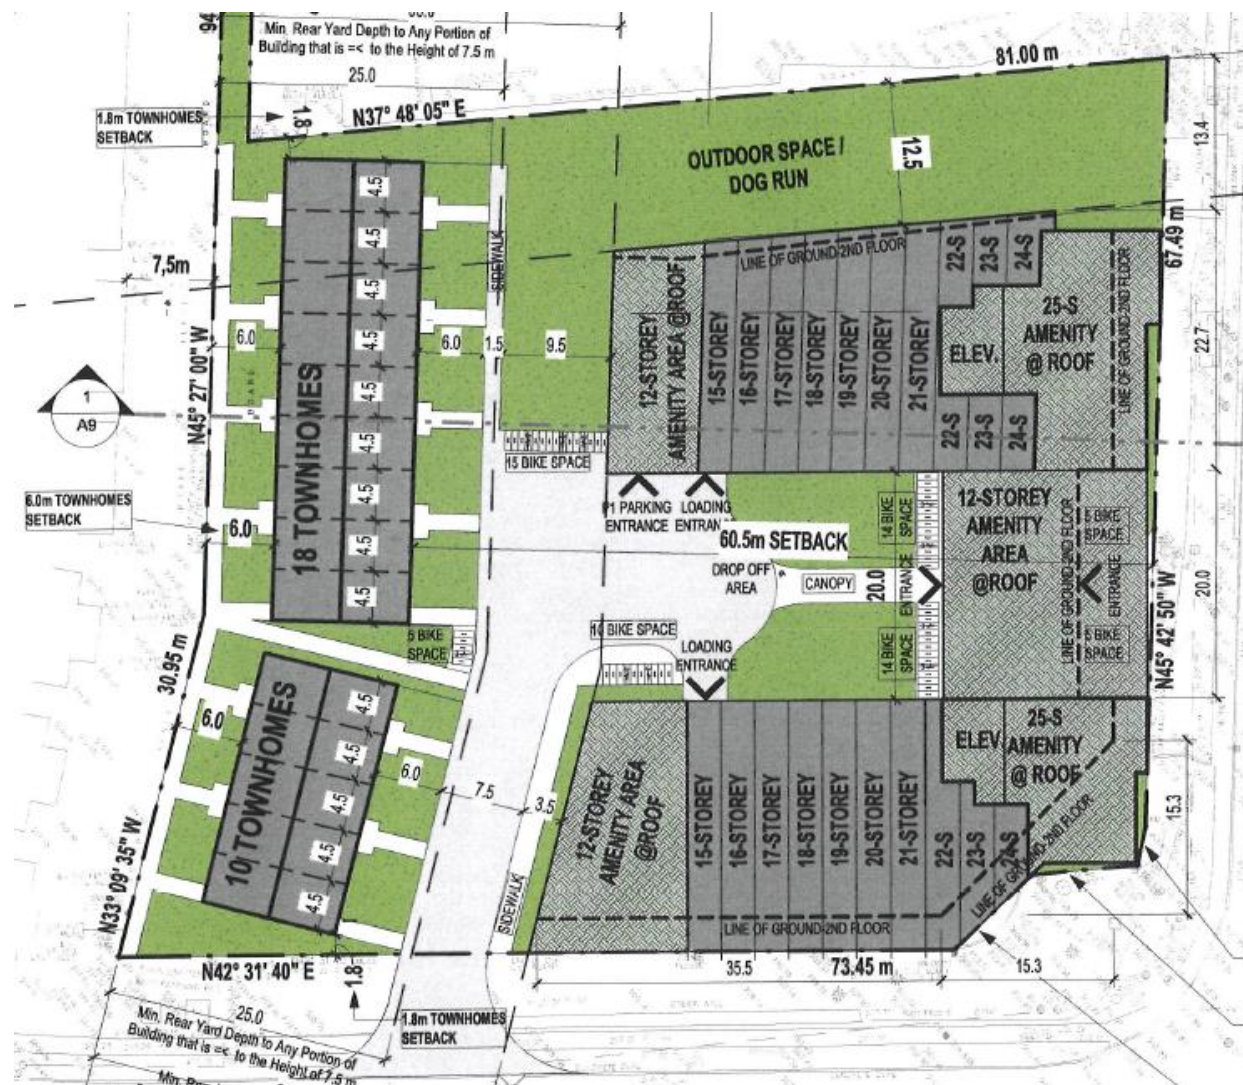 94
Min. Rear Yard Depth to Any Portion of
Building that is =< to the Height of 7.5 m
25.0
81.00 m
1.8m TOWNHOMES
SETBACK
1.8
N37° 48' 05" E
OUTDOOR SPACE /
DOG RUN
12.5
13.4
67.49 m
7,5m
SIDEWALK
4.5
4.5
4.5
4.5
4.5
4.5
4.5
4.5
4.5
18 TOWNHOMES
6.0
6.0
1.5
9.5
N45° 27' 00" W
1
A9
LINE OF GROUND-2ND FLOOR
12-STOREY
AMENITY AREA @ROOF
15-STOREY
16-STOREY
17-STOREY
18-STOREY
19-STOREY
20-STOREY
21-STOREY
22-S
23-S
24-S
ELEV.
22-S
23-S
24-S
25-S
AMENITY
@ ROOF
LINE OF GROUND-2ND FLOOR
22.7
15 BIKE SPACE
6.0m TOWNHOMES
SETBACK
6.0
P1 PARKING
ENTRANCE
LOADING
ENTRANC
60.5m SETBACK
DROP OFF
AREA
CANOPY
20.0
14 BIKE
SPACE
ENTRANCE
14 BIKE
SPACE
12-STOREY
AMENITY
AREA
@ROOF
LINE OF GROUND-2ND FLOOR
5 BIKE
SPACE
ENTRANCE
5 BIKE
SPACE
20.0
N45° 42' 50" W
5 BIKE
SPACE
10 BIKE SPACE
LOADING
ENTRANCE
30.95 m
6.0
10 TOWNHOMES
4.5
4.5
4.5
4.5
4.5
6.0
7.5
3.5
N33° 09' 35" W
SIDEWALK
12-STOREY
AMENITY AREA
@ROOF
15-STOREY
16-STOREY
17-STOREY
18-STOREY
19-STOREY
20-STOREY
21-STOREY
22-S
23-S
24-S
ELEV
25-S
AMENITY
@ ROOF
LINE OF GROUND-2ND FLOOR
15.3
LINE OF GROUND-2ND FLOOR
N42° 31' 40" E
1.8
35.5
73.45 m
15.3
25.0
Min. Rear Yard Depth to Any Portion of
Building that is =< to the Height of 7.5 m
1.8m TOWNHOMES
SETBACK
Min.